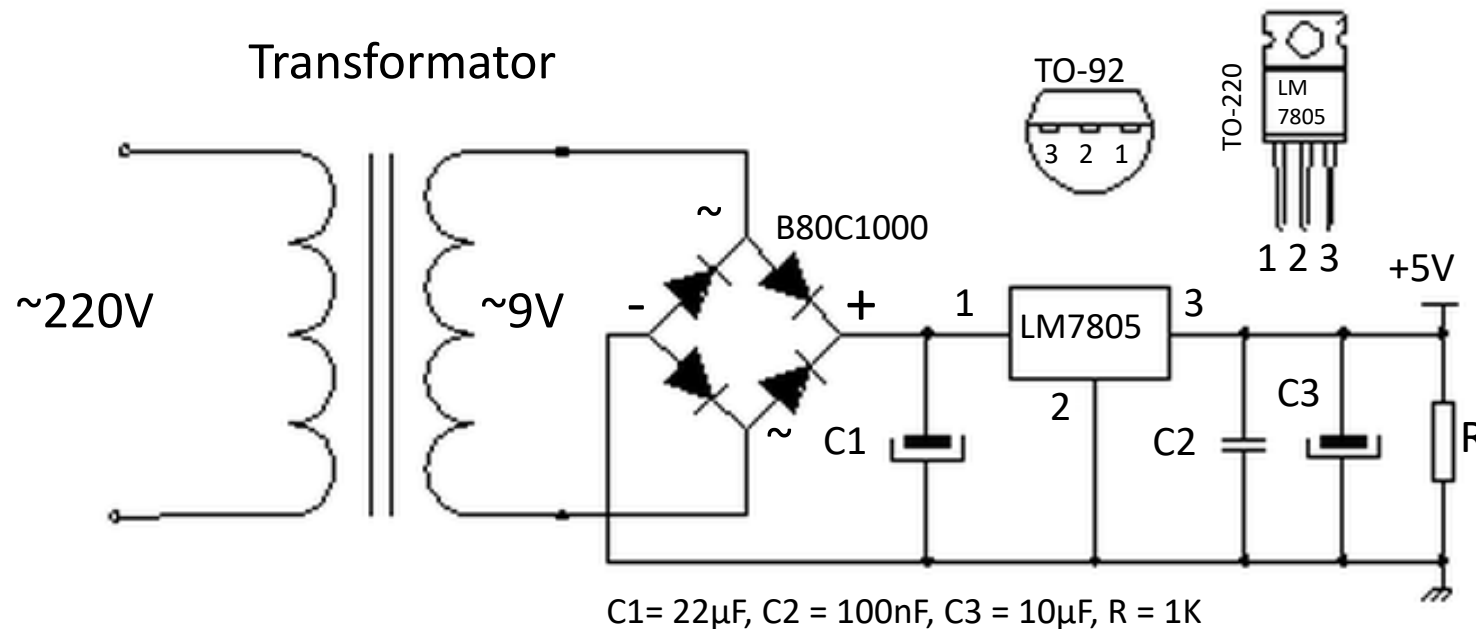 Transformator
TO-92
3 2 1
TO-220
LM
7805
1 2 3
~220V
~9V
~
B80C1000
-
+
~
1
LM7805
3
2
+5V
C1
C2
C3
R
C1= 22µF, C2 = 100nF, C3 = 10µF, R = 1K